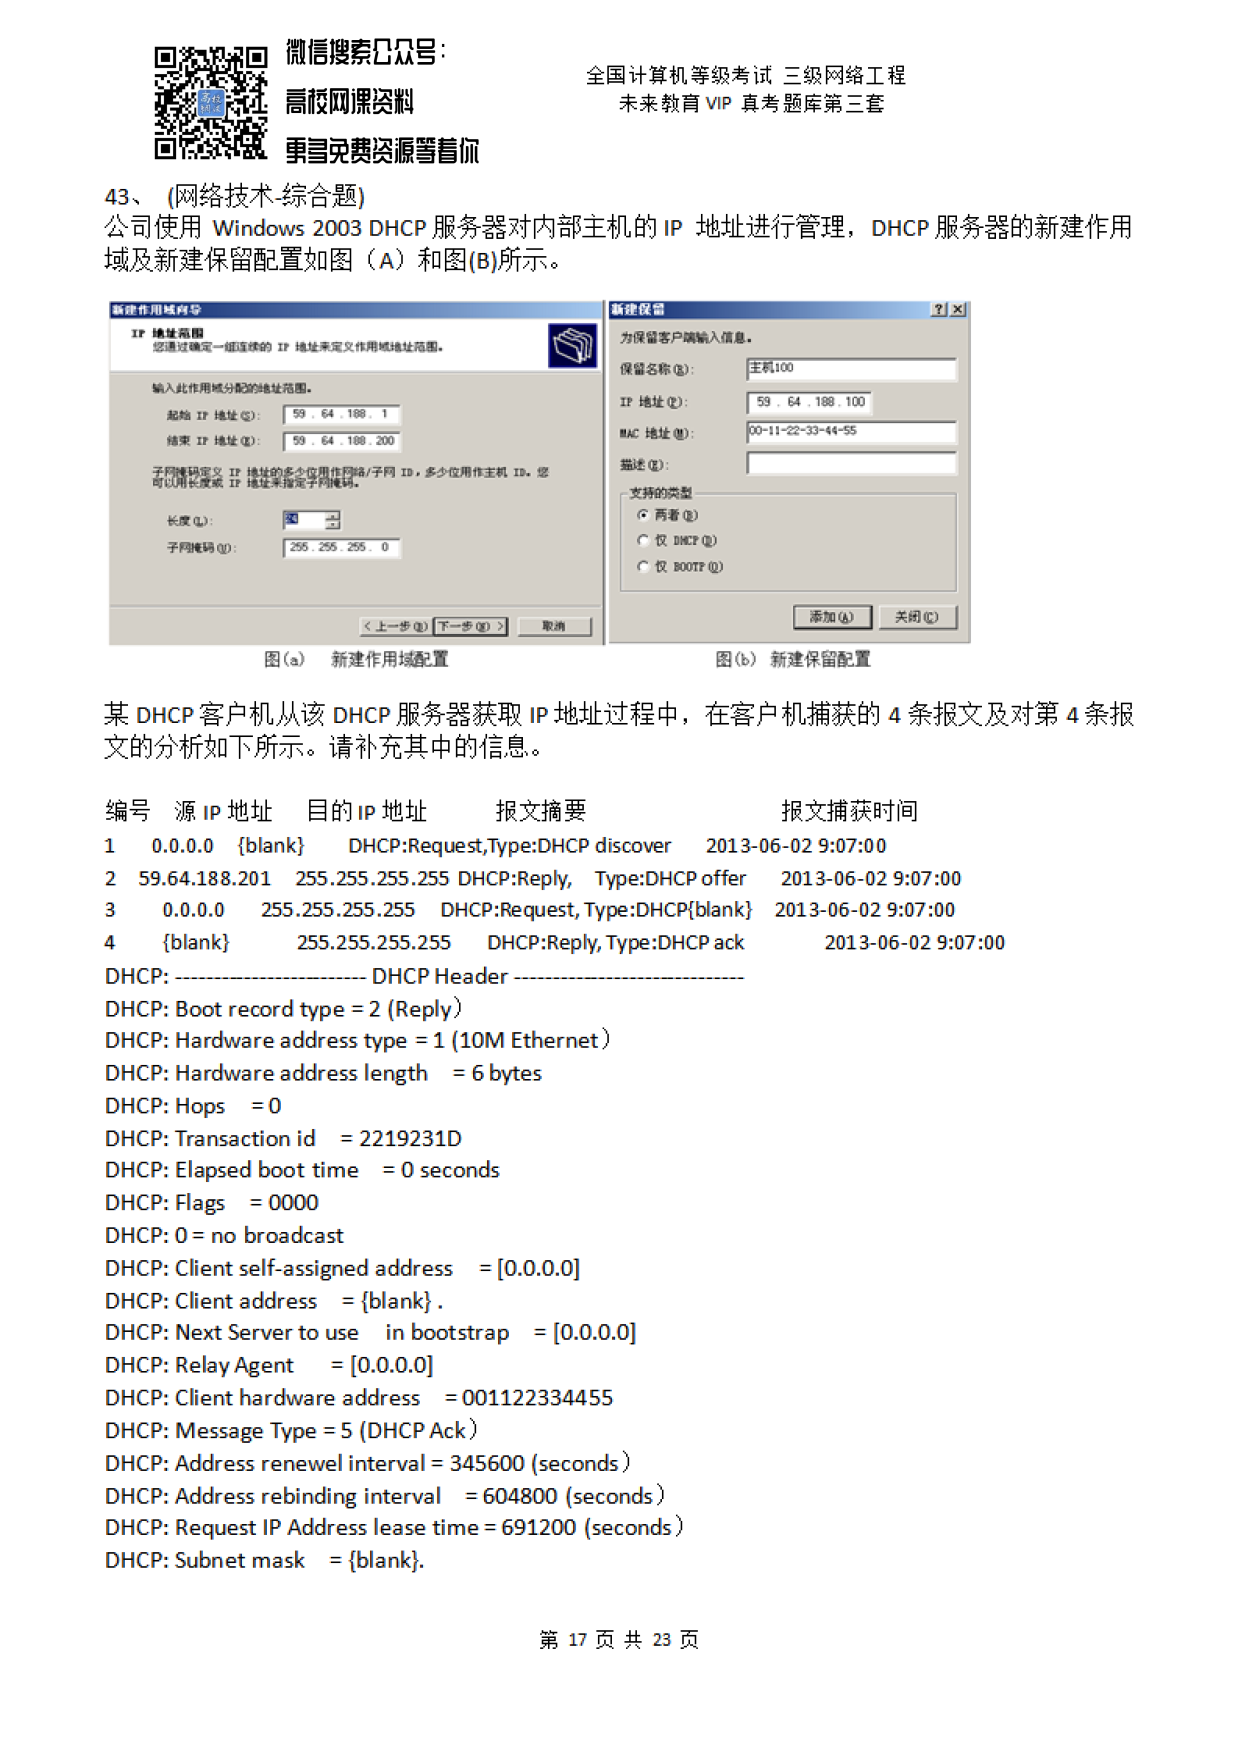 微信搜索公众号：
高校网课资料
更多免费资源等着你
全国计算机等级考试 三级网络工程
未来教育 VIP 真考题库第三套
43、 (网络技术-综合题)
公司使用 Windows 2003 DHCP 服务器对内部主机的 IP 地址进行管理，DHCP 服务器的新建作用
域及新建保留配置如图（A）和图(B)所示。
新建作用域向导
IP 地址范围
您通过确定一组连续的 IP 地址来定义作用域地址范围。
输入此作用域分配的地址范围。
起始 IP 地址(S): 59 . 64 . 188 . 1
结束 IP 地址(E): 59 . 64 . 188 . 200
子网掩码定义 IP 地址的多少位用作网络/子网 ID，多少位用作主机 ID。您
可以用长度或 IP 地址来指定子网掩码。
长度(L): 24
子网掩码(U): 255 . 255 . 255 . 0
< 上一步(B) 下一步(N) > 取消
图(a) 新建作用域配置
新建保留
为保留客户端输入信息。
保留名称(R): 主机100
IP 地址(P): 59 . 64 . 188 . 100
MAC 地址(M): 00-11-22-33-44-55
描述(E):
支持的类型
两者(B)
仅 DHCP(D)
仅 BOOTP(O)
添加(A) 关闭(C)
图(b) 新建保留配置
某 DHCP 客户机从该 DHCP 服务器获取 IP 地址过程中，在客户机捕获的 4 条报文及对第 4 条报
文的分析如下所示。请补充其中的信息。
编号 源 IP 地址 目的 IP 地址 报文摘要 报文捕获时间
1 0.0.0.0 {blank} DHCP:Request,Type:DHCP discover 2013-06-02 9:07:00
2 59.64.188.201 255.255.255.255 DHCP:Reply, Type:DHCP offer 2013-06-02 9:07:00
3 0.0.0.0 255.255.255.255 DHCP:Request, Type:DHCP{blank} 2013-06-02 9:07:00
4 {blank} 255.255.255.255 DHCP:Reply, Type:DHCP ack 2013-06-02 9:07:00
DHCP: ------------------------- DHCP Header ------------------------------
DHCP: Boot record type = 2 (Reply）
DHCP: Hardware address type = 1 (10M Ethernet）
DHCP: Hardware address length = 6 bytes
DHCP: Hops = 0
DHCP: Transaction id = 2219231D
DHCP: Elapsed boot time = 0 seconds
DHCP: Flags = 0000
DHCP: 0 = no broadcast
DHCP: Client self-assigned address = [0.0.0.0]
DHCP: Client address = {blank} .
DHCP: Next Server to use in bootstrap = [0.0.0.0]
DHCP: Relay Agent = [0.0.0.0]
DHCP: Client hardware address = 001122334455
DHCP: Message Type = 5 (DHCP Ack）
DHCP: Address renewel interval = 345600 (seconds）
DHCP: Address rebinding interval = 604800 (seconds）
DHCP: Request IP Address lease time = 691200 (seconds）
DHCP: Subnet mask = {blank}.
第 17 页 共 23 页